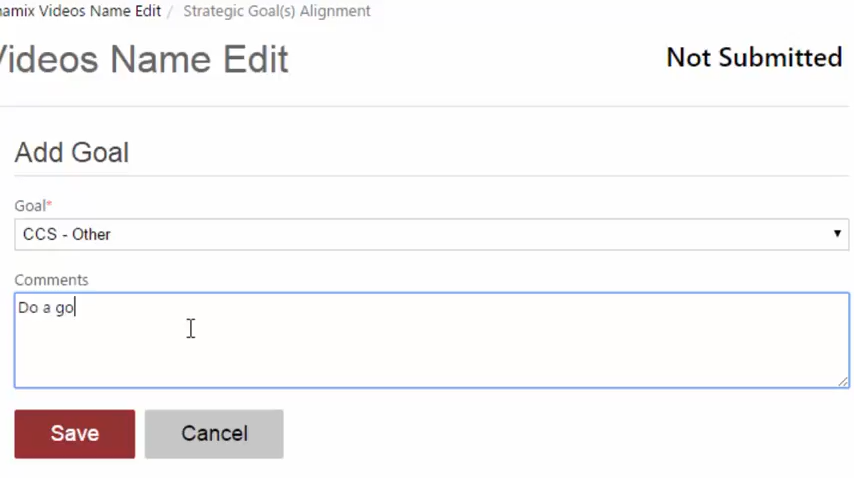 namix Videos Name Edit / Strategic Goal(s) Alignment
Videos Name Edit
Not Submitted
Add Goal
Goal*
CCS - Other
Comments
Do a go
Save Cancel